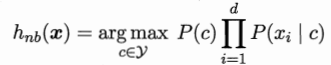 h_{nb}(\boldsymbol{x}) = \underset{c \in \mathcal{Y}}{\arg\max} \ P(c) \prod_{i=1}^{d} P(x_i \mid c)